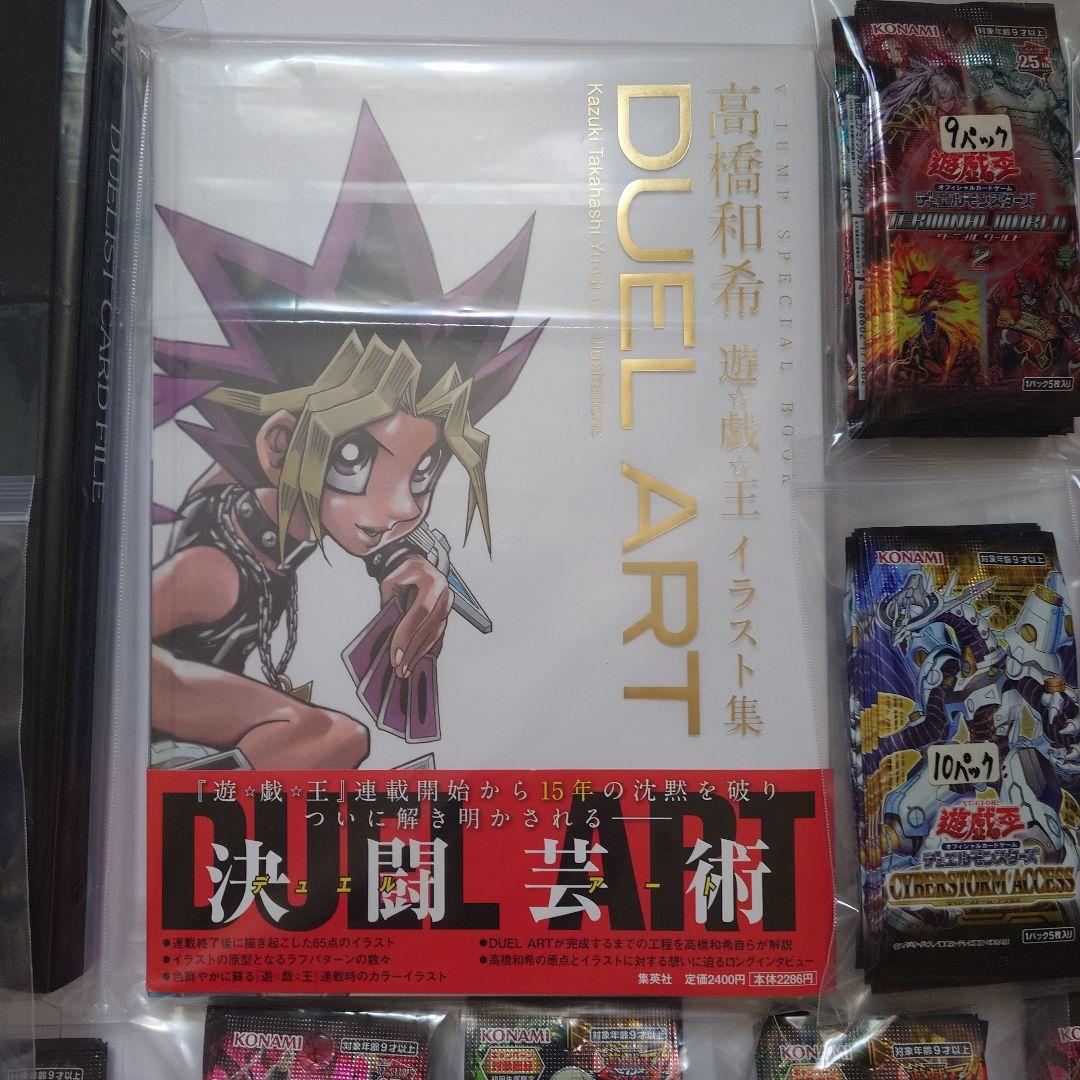 DUELIST CARD FILE
V-JUMP SPECIAL BOOK
高橋和希 遊☆戯☆王 イラスト集
DUEL ART
Kazuki Takahashi Yu-Gi-Oh! Illustrations
『遊☆戯☆王』連載開始から15年の沈黙を破り
ついに解き明かされる——
DUEL ART
決闘芸術
デュエルアート
●連載終了後に描き起こした65点のイラスト
●イラストの原型となるラフパターンの数々
●色鮮やかに蘇る『遊☆戯☆王』連載時のカラーイラスト
●DUEL ARTが完成するまでの工程を高橋和希自らが解説
●高橋和希の原点とイラストに対する想いに迫るロングインタビュー
集英社 定価2400円 本体2286円
KONAMI
対象年齢9才以上
25th
9パック
遊戯王
オフィシャルカードゲーム
デュエルモンスターズ
TERMINAL WORLD
ターミナル ワールド
2
1パック5枚入り
KONAMI
対象年齢9才以上
10パック
YU-GI-OH!
遊戯王
オフィシャルカードゲーム
デュエルモンスターズ
CYBERSTORM ACCESS
1パック5枚入り
KONAMI
対象年齢9才以上
KONAMI
対象年齢9才以上
KONAMI
対象年齢9才以上